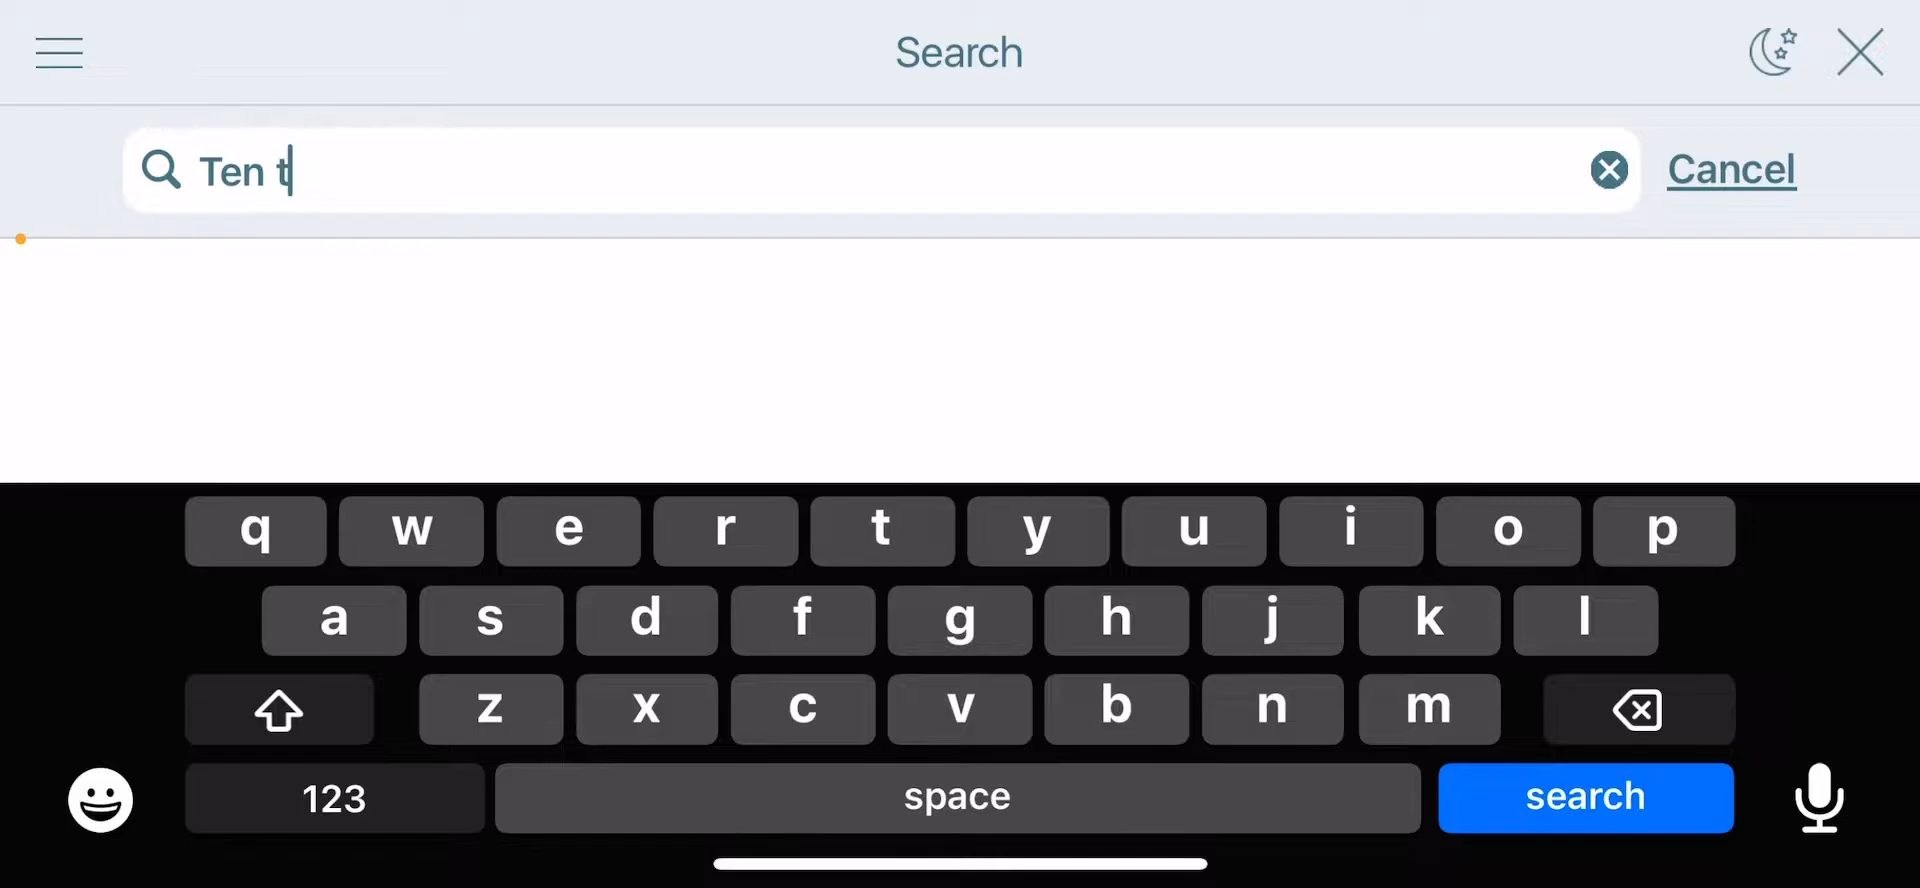 Search
Ten t
Cancel
q w e r t y u i o p
a s d f g h j k l
z x c v b n m
123 space search